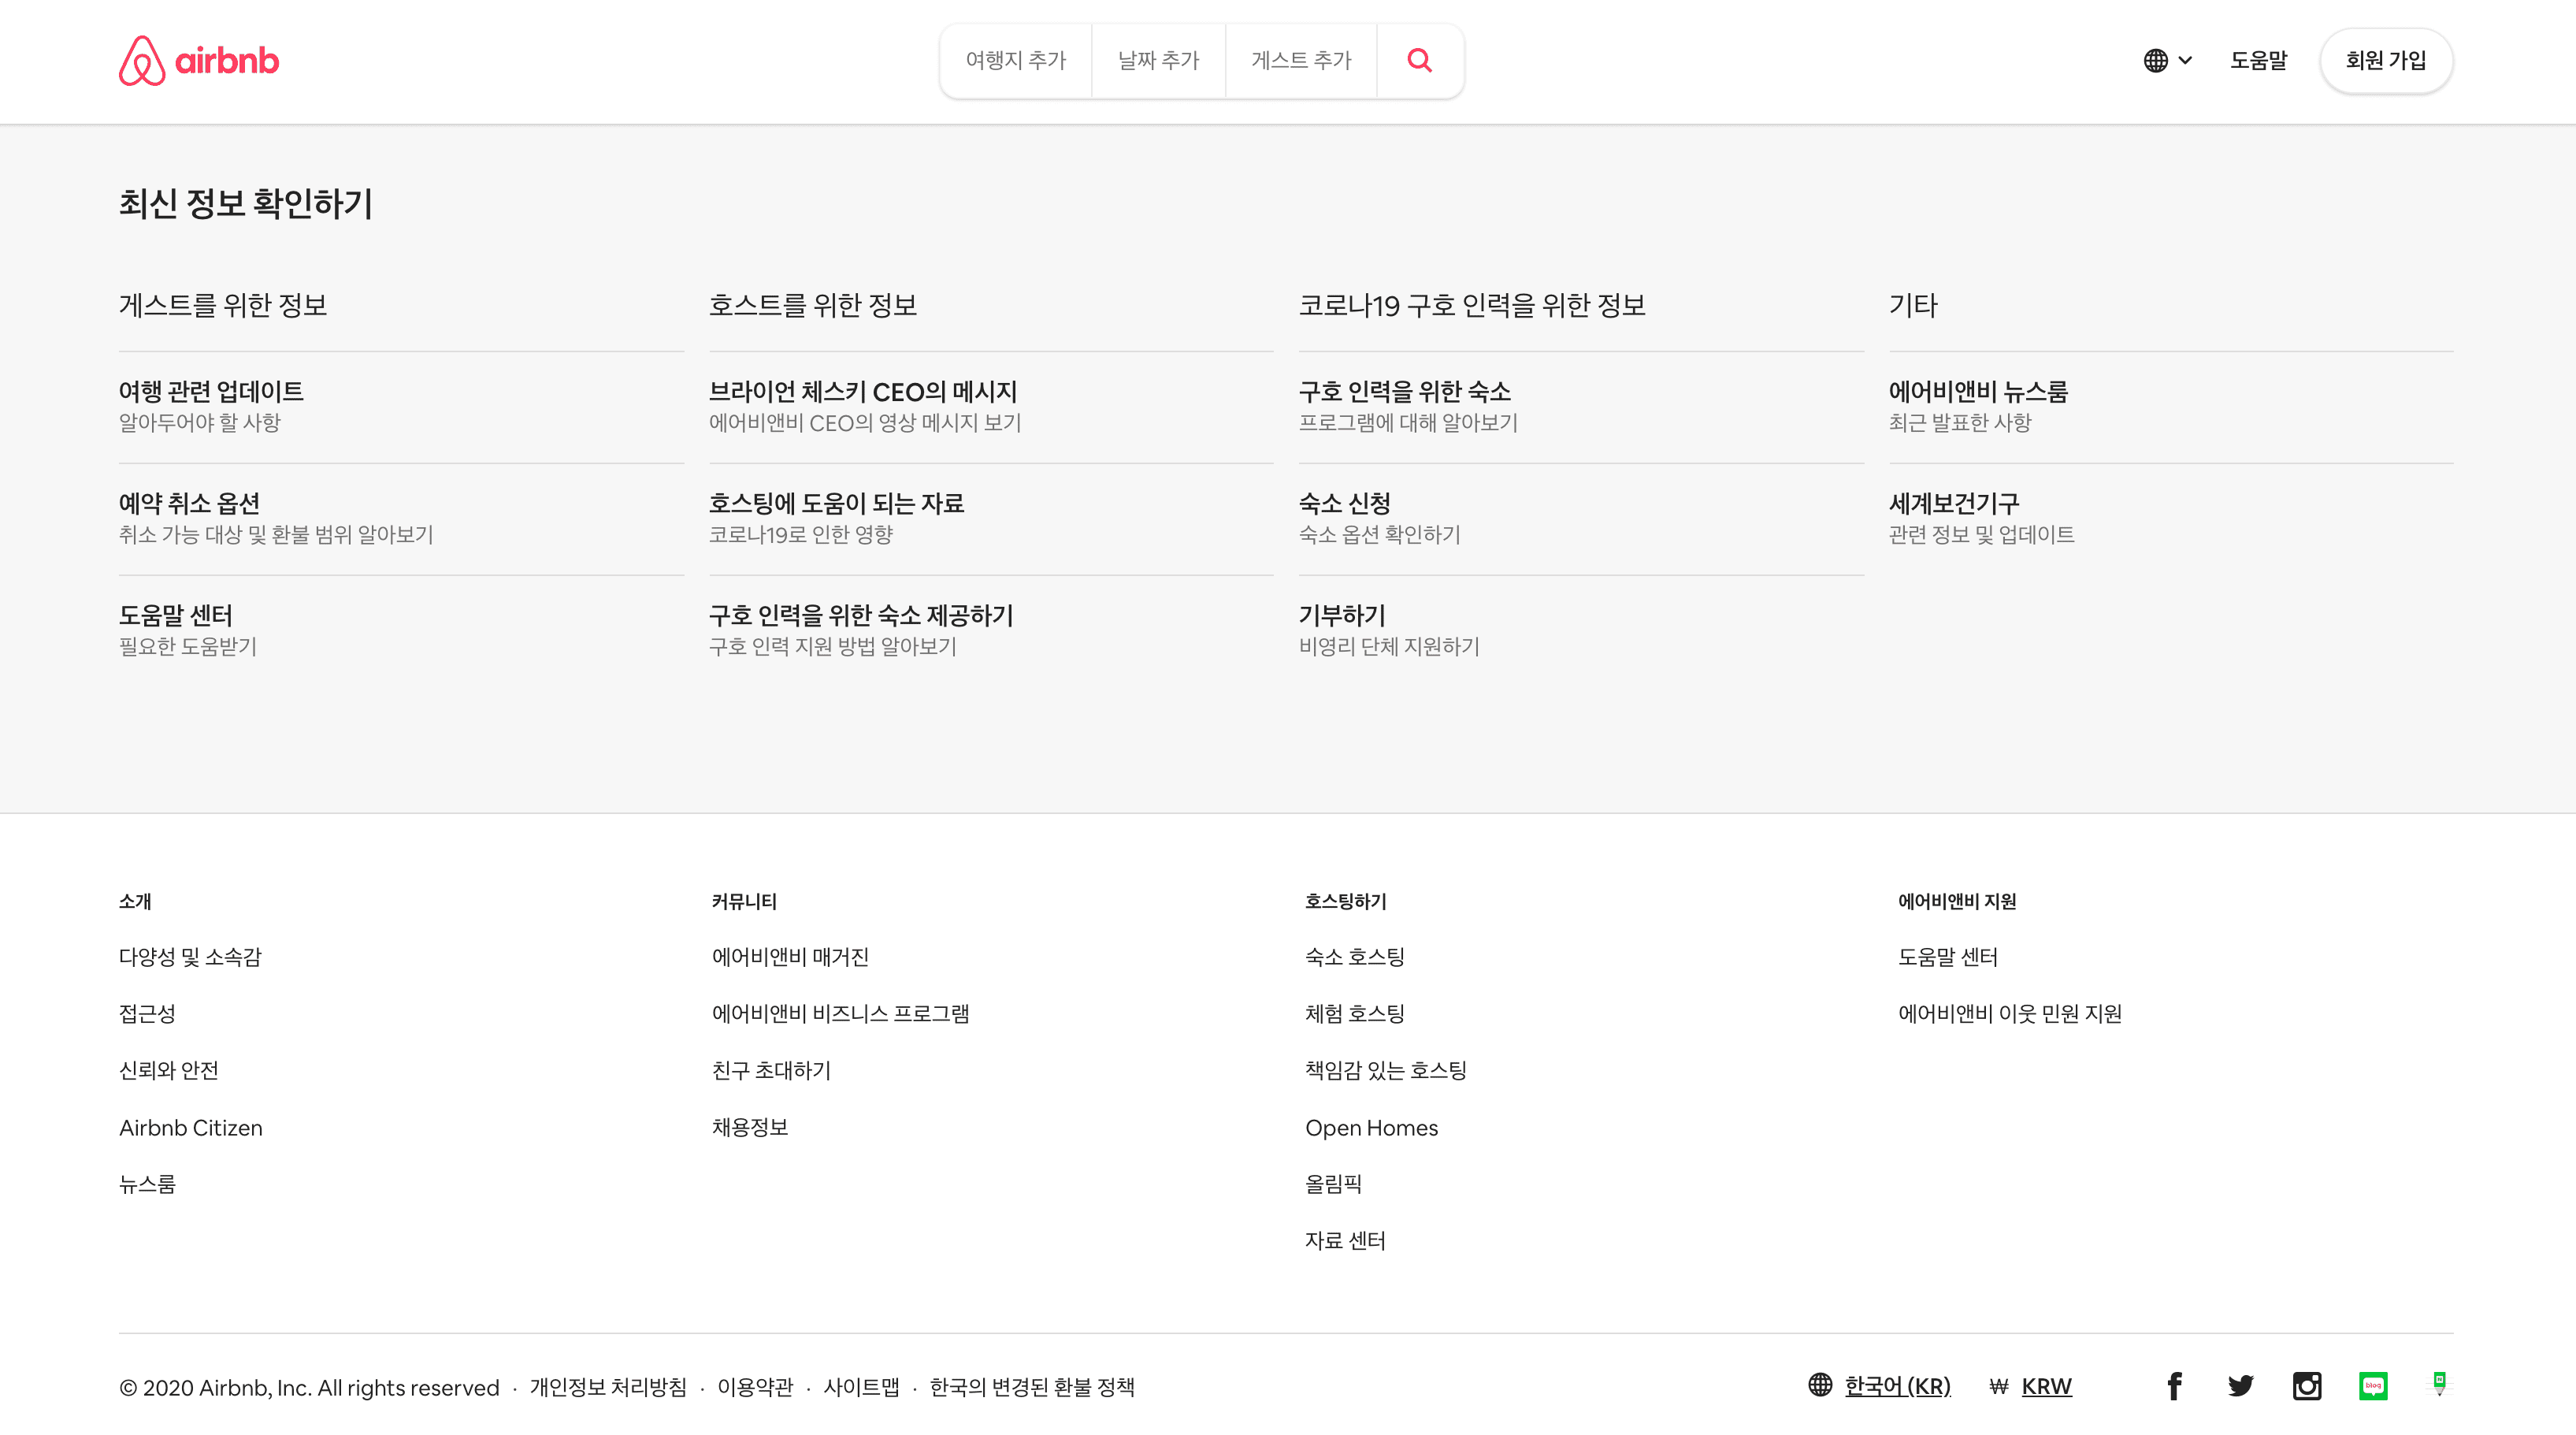 airbnb
여행지 추가
날짜 추가
게스트 추가
도움말
회원 가입
최신 정보 확인하기
게스트를 위한 정보
여행 관련 업데이트
알아두어야 할 사항
예약 취소 옵션
취소 가능 대상 및 환불 범위 알아보기
도움말 센터
필요한 도움받기
호스트를 위한 정보
브라이언 체스키 CEO의 메시지
에어비앤비 CEO의 영상 메시지 보기
호스팅에 도움이 되는 자료
코로나19로 인한 영향
구호 인력을 위한 숙소 제공하기
구호 인력 지원 방법 알아보기
코로나19 구호 인력을 위한 정보
구호 인력을 위한 숙소
프로그램에 대해 알아보기
숙소 신청
숙소 옵션 확인하기
기부하기
비영리 단체 지원하기
기타
에어비앤비 뉴스룸
최근 발표한 사항
세계보건기구
관련 정보 및 업데이트
소개
다양성 및 소속감
접근성
신뢰와 안전
Airbnb Citizen
뉴스룸
커뮤니티
에어비앤비 매거진
에어비앤비 비즈니스 프로그램
친구 초대하기
채용정보
호스팅하기
숙소 호스팅
체험 호스팅
책임감 있는 호스팅
Open Homes
올림픽
자료 센터
에어비앤비 지원
도움말 센터
에어비앤비 이웃 민원 지원
© 2020 Airbnb, Inc. All rights reserved · 개인정보 처리방침 · 이용약관 · 사이트맵 · 한국의 변경된 환불 정책
한국어 (KR)
₩ KRW
blog